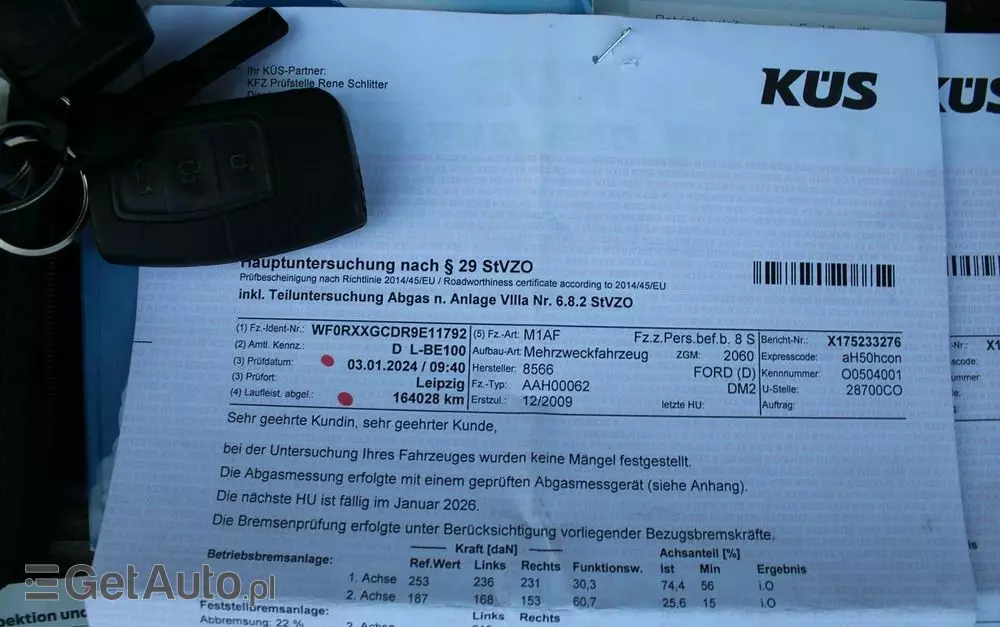 Ihr KÜS-Partner:
KFZ Prüfstelle Rene Schlitter
KÜS
KÜS
Hauptuntersuchung nach § 29 StVZO
Prüfbescheinigung nach Richtlinie 2014/45/EU / Roadworthiness certificate according to 2014/45/EU
inkl. Teiluntersuchung Abgas n. Anlage VIIIa Nr. 6.8.2 StVZO
(1) Fz.-Ident-Nr.: WF0RXXGCDR9E11792 (5) Fz.-Art: M1AF Fz.z.Pers.bef.b. 8 S Bericht-Nr.: X175233276
(2) Amtl. Kennz.: D L-BE100 Aufbau-Art: Mehrzweckfahrzeug ZGM: 2060 Expresscode: aH50hcon
(3) Prüfdatum: 03.01.2024 / 09:40 Hersteller: 8566 FORD (D) Kennnummer: O0504001
(3) Prüfort: Leipzig Fz.-Typ: AAH00062 DM2 U-Stelle: 28700CO
(4) Laufleist. abgel.: 164028 km Erstzul.: 12/2009 letzte HU: Auftrag:
Sehr geehrte Kundin, sehr geehrter Kunde,
bei der Untersuchung Ihres Fahrzeuges wurden keine Mängel festgestellt.
Die Abgasmessung erfolgte mit einem geprüften Abgasmessgerät (siehe Anhang).
Die nächste HU ist fällig im Januar 2026.
Die Bremsenprüfung erfolgte unter Berücksichtigung vorliegender Bezugsbremskräfte.
Kraft [daN] Achsanteil [%]
Betriebsbremsanlage: Ref.Wert Links Rechts Funktionsw. Ist Min Ergebnis
1. Achse 253 236 231 30,3 74,4 56 i.O
2. Achse 187 168 153 60,7 25,6 15 i.O
Feststellbremsanlage: Links Rechts
Abbremsung: 22 % 2. Achse
GetAuto.pl